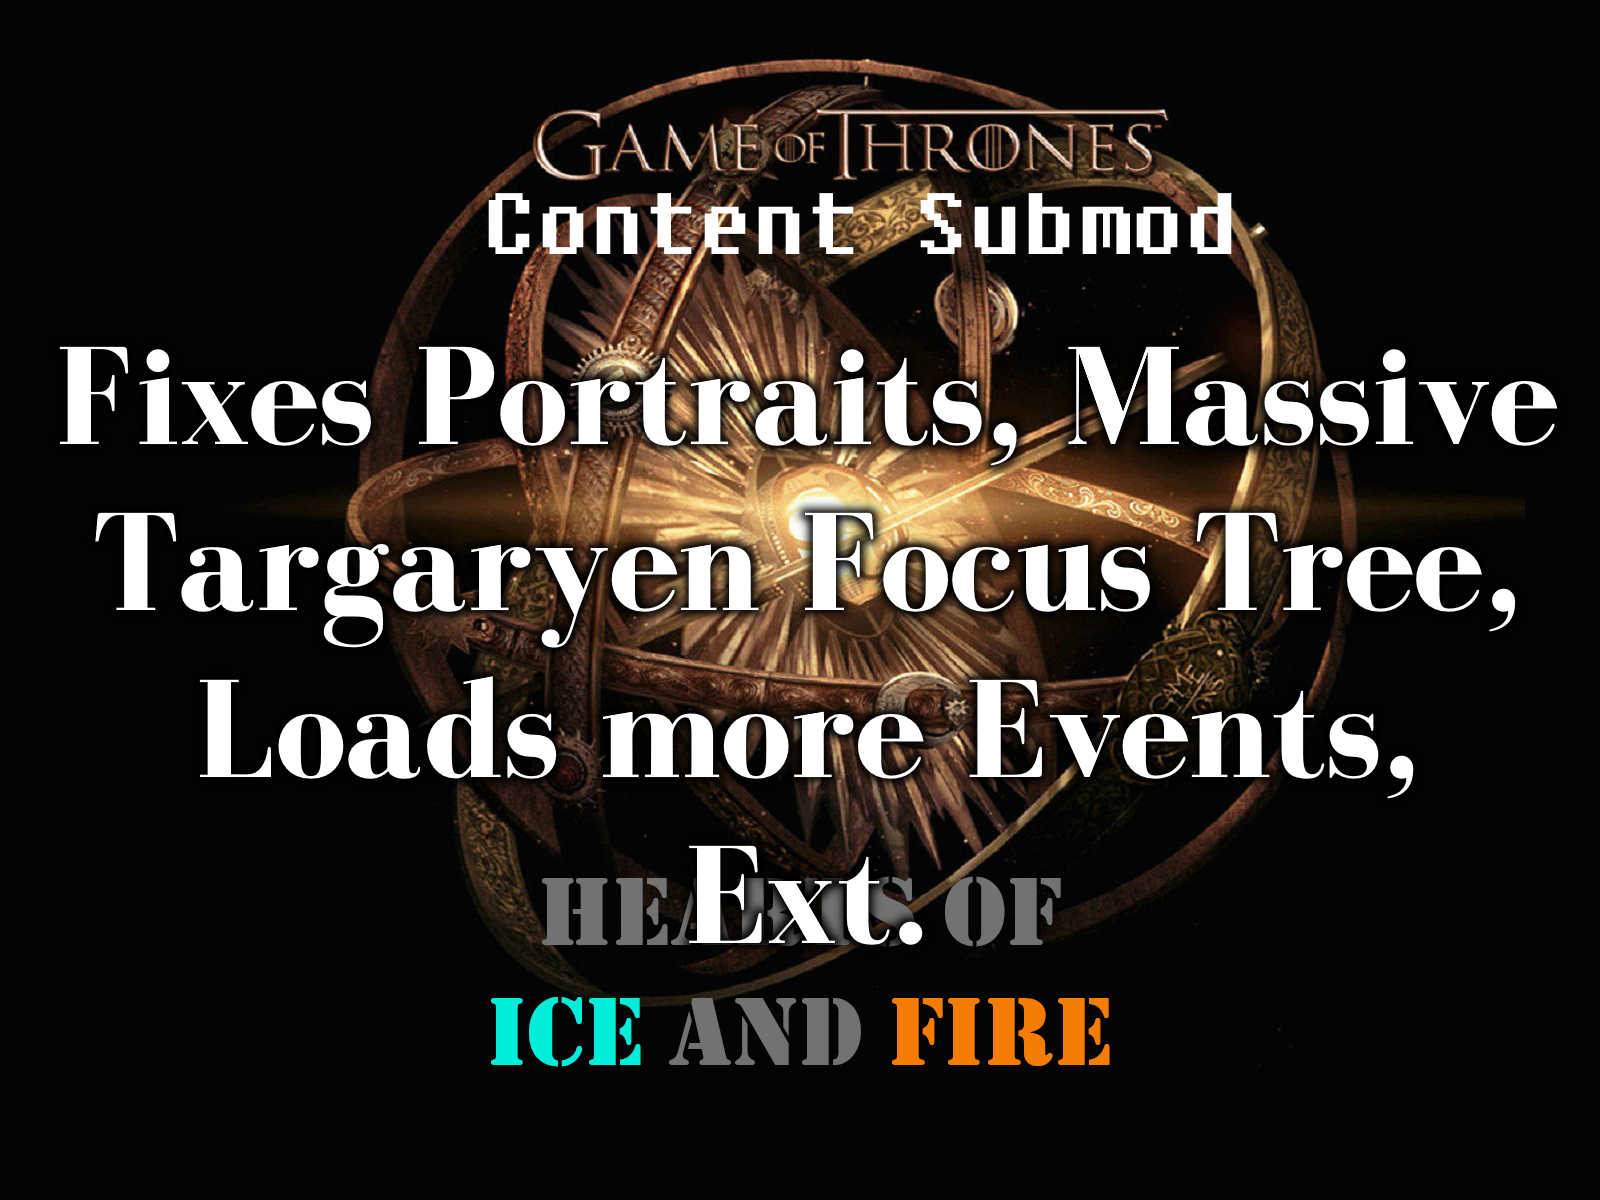 GAME OF THRONES
Content Submod
Fixes Portraits, Massive
Targaryen Focus Tree,
Loads more Events,
Ext.
HEARTS OF
ICE AND FIRE